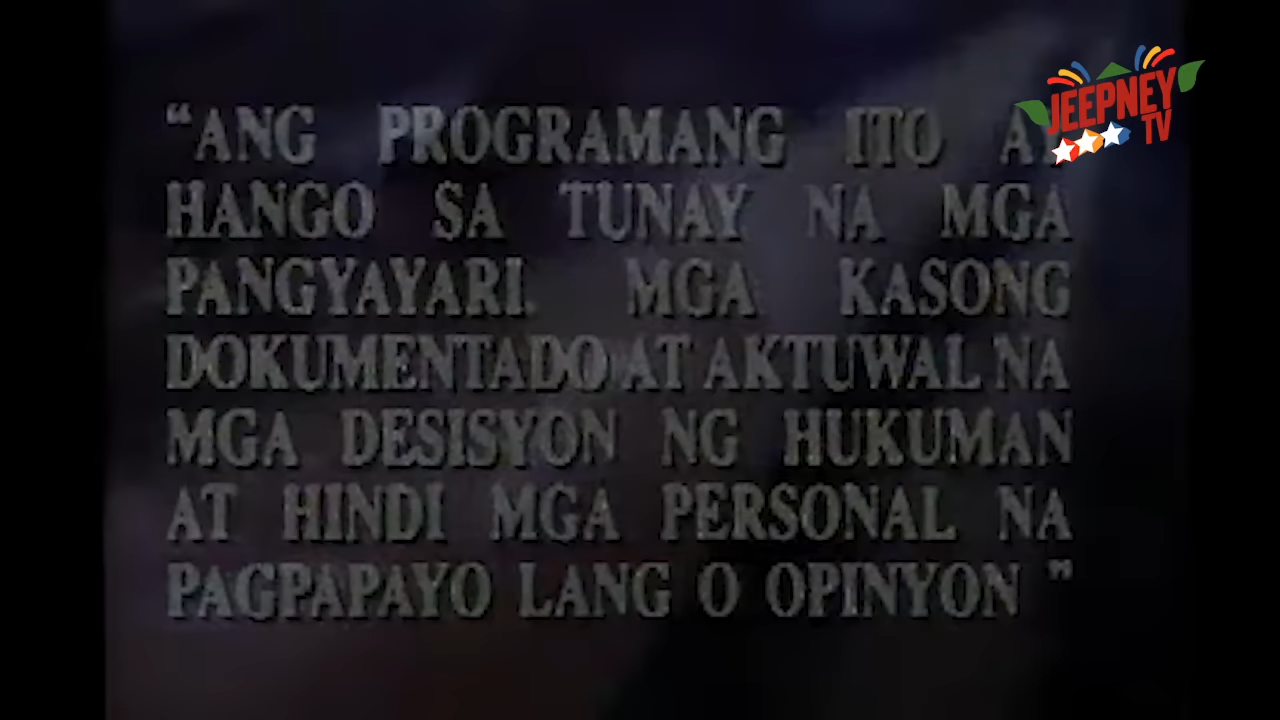 “ANG PROGRAMANG ITO
HANGO SA TUNAY NA MGA
PANGYAYARI. MGA KASONG
DOKUMENTADO AT AKTUWAL NA
MGA DESISYON NG HUKUMAN
AT HINDI MGA PERSONAL NA
PAGPAPAYO LANG O OPINYON ”
JEEPNEY
TV